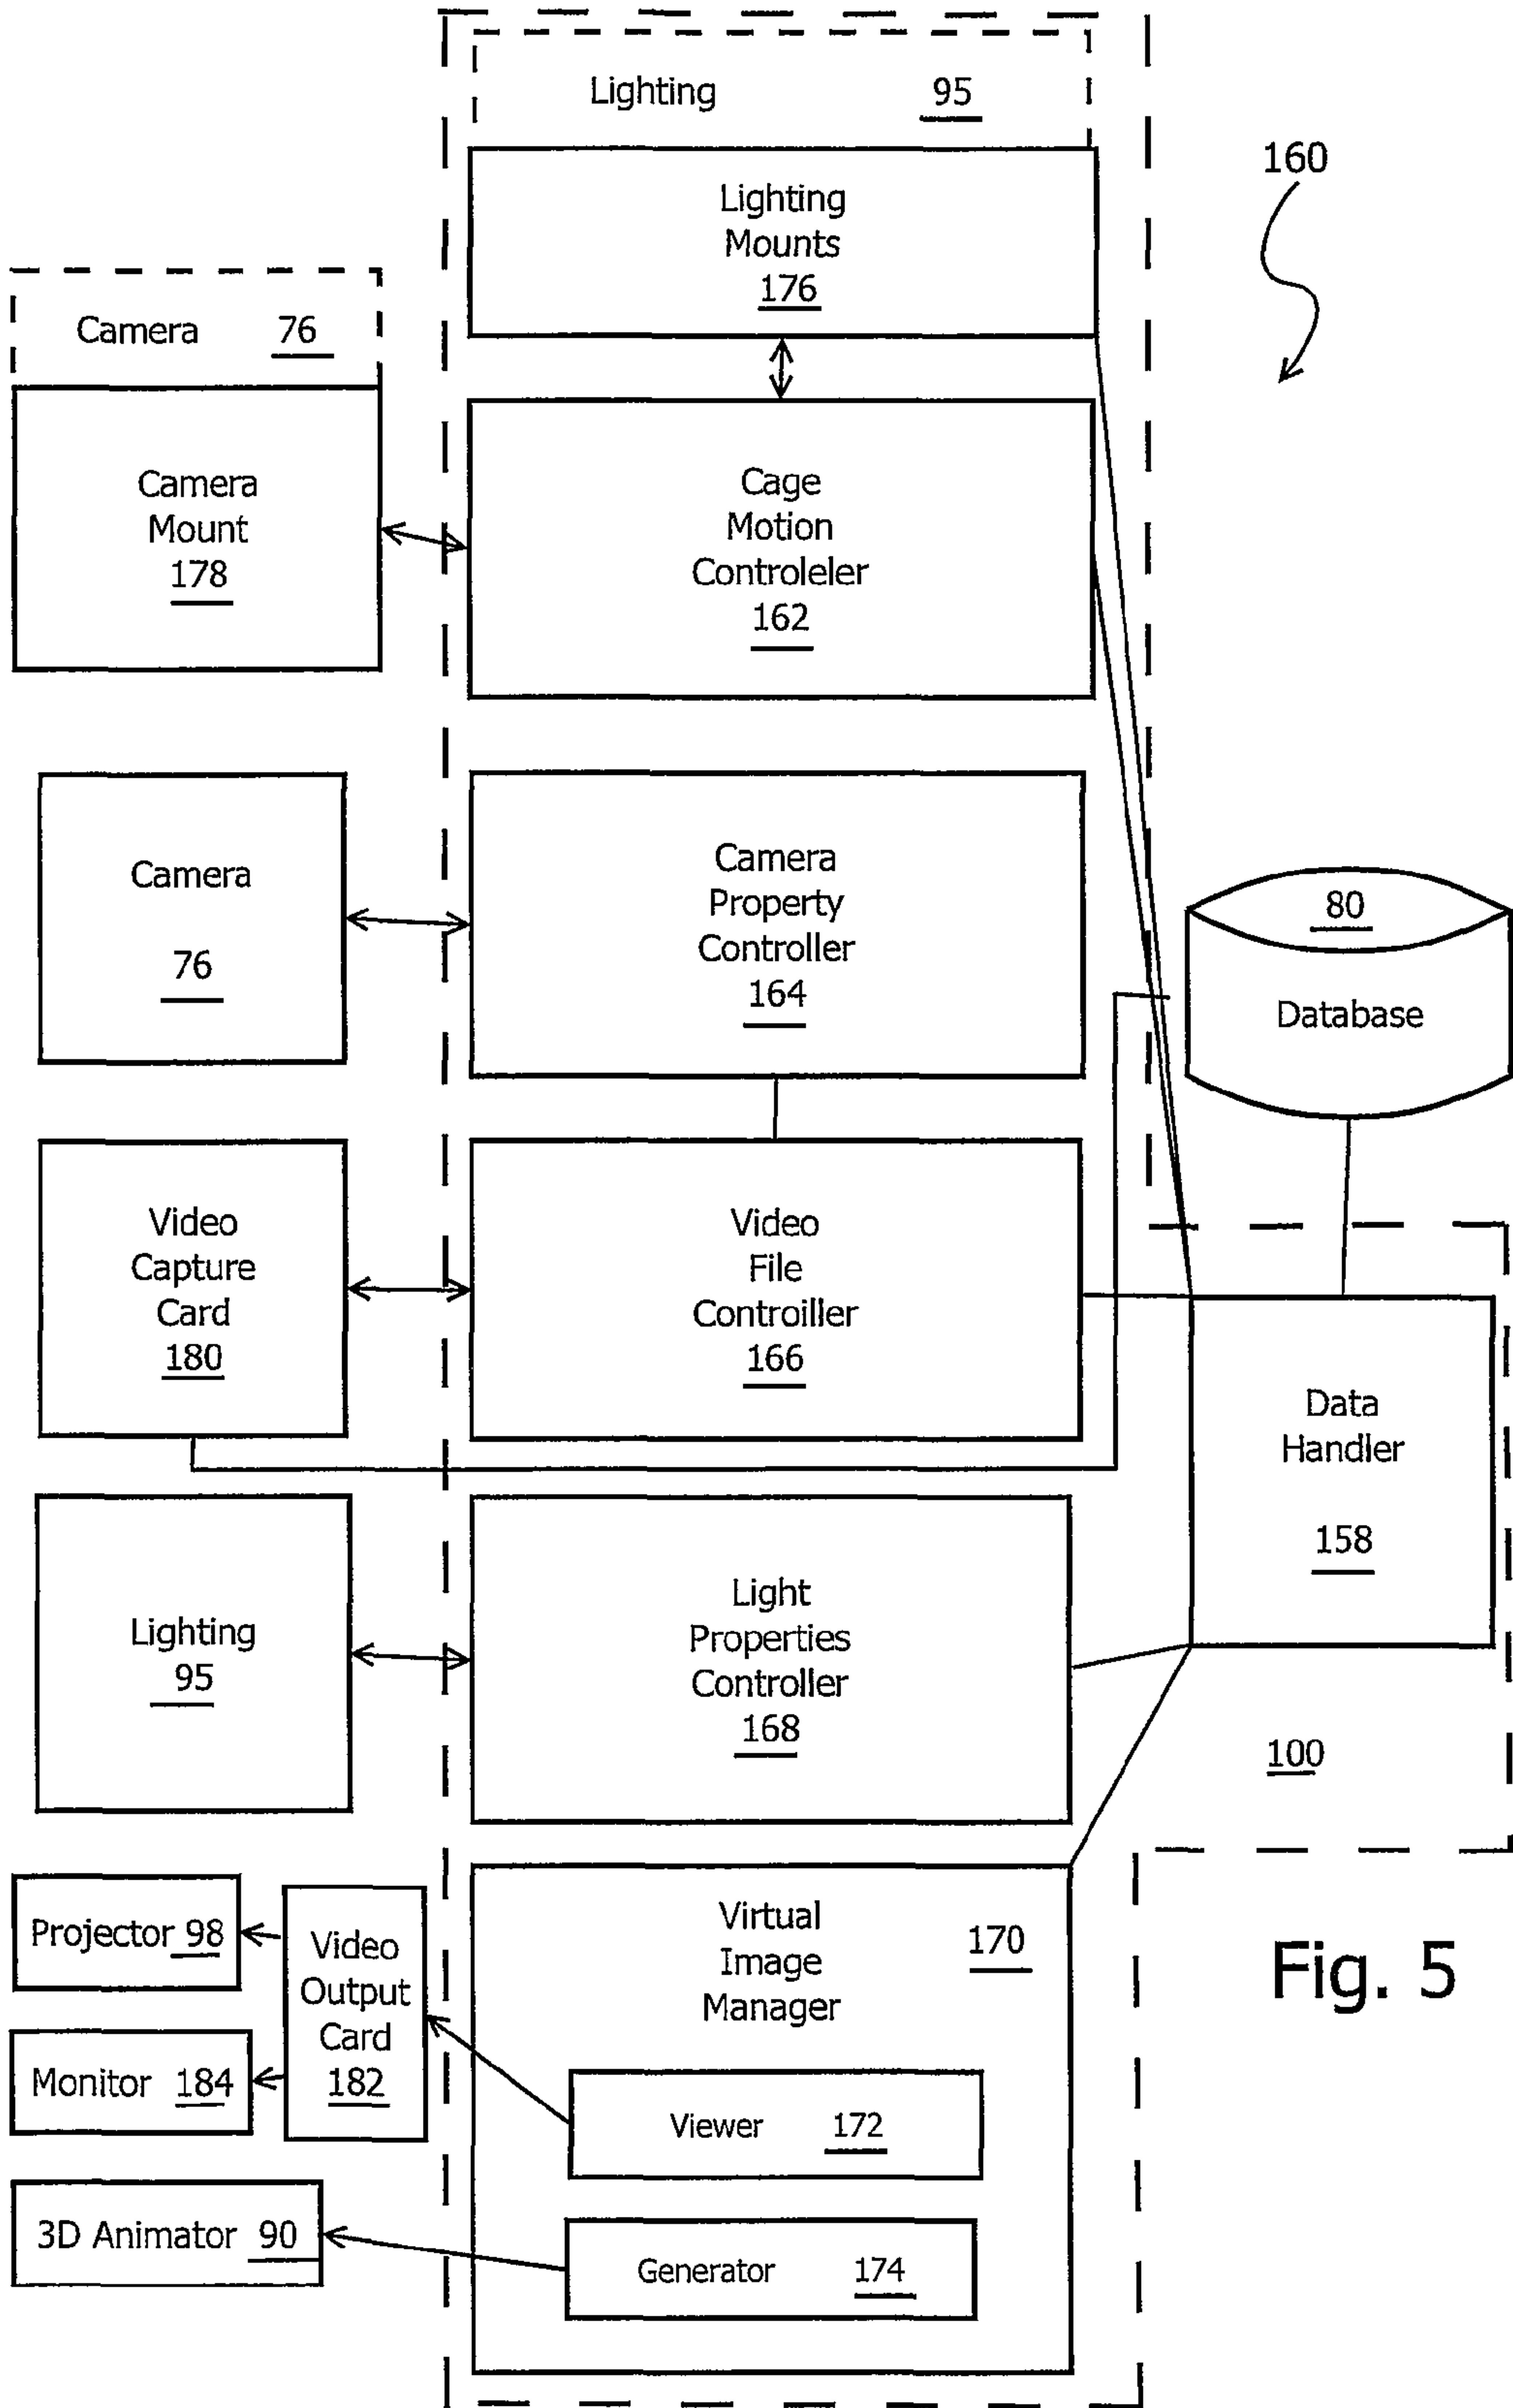 Lighting 95
160
Lighting
Mounts
176
Camera 76
Camera
Mount
178
Cage
Motion
Controleler
162
Camera
76
Camera
Property
Controller
164
80
Database
Video
Capture
Card
180
Video
File
Controiller
166
Data
Handler
158
Lighting
95
Light
Properties
Controller
168
100
Projector 98
Video
Output
Card
182
Monitor 184
3D Animator 90
Virtual
Image
Manager
170
Viewer 172
Generator 174
Fig. 5